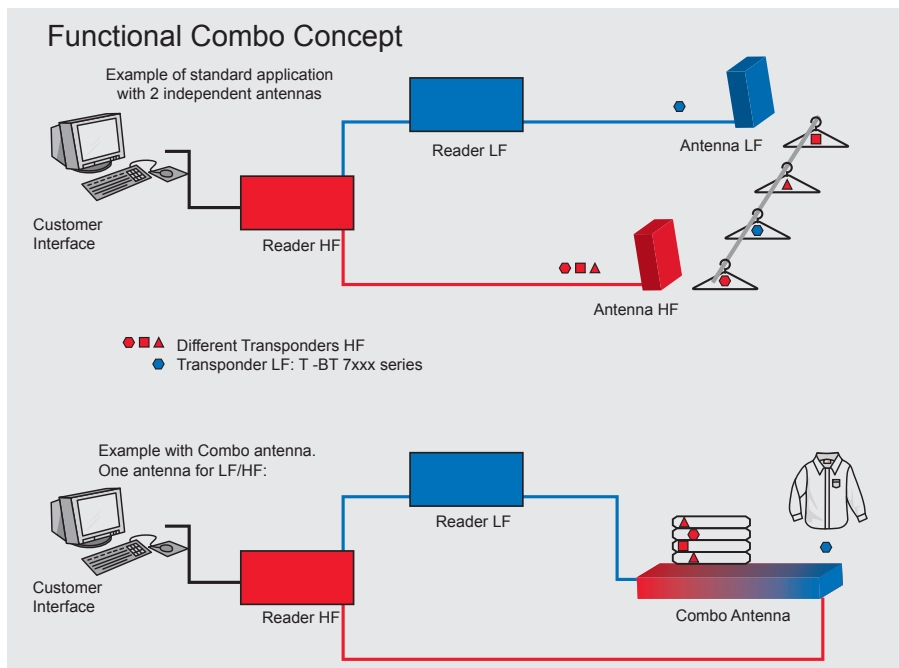 Functional Combo Concept
Example of standard application
with 2 independent antennas
Reader LF
Antenna LF
Customer
Interface
Reader HF
Antenna HF
Different Transponders HF
Transponder LF: T -BT 7xxx series
Example with Combo antenna.
One antenna for LF/HF:
Reader LF
Customer
Interface
Reader HF
Combo Antenna